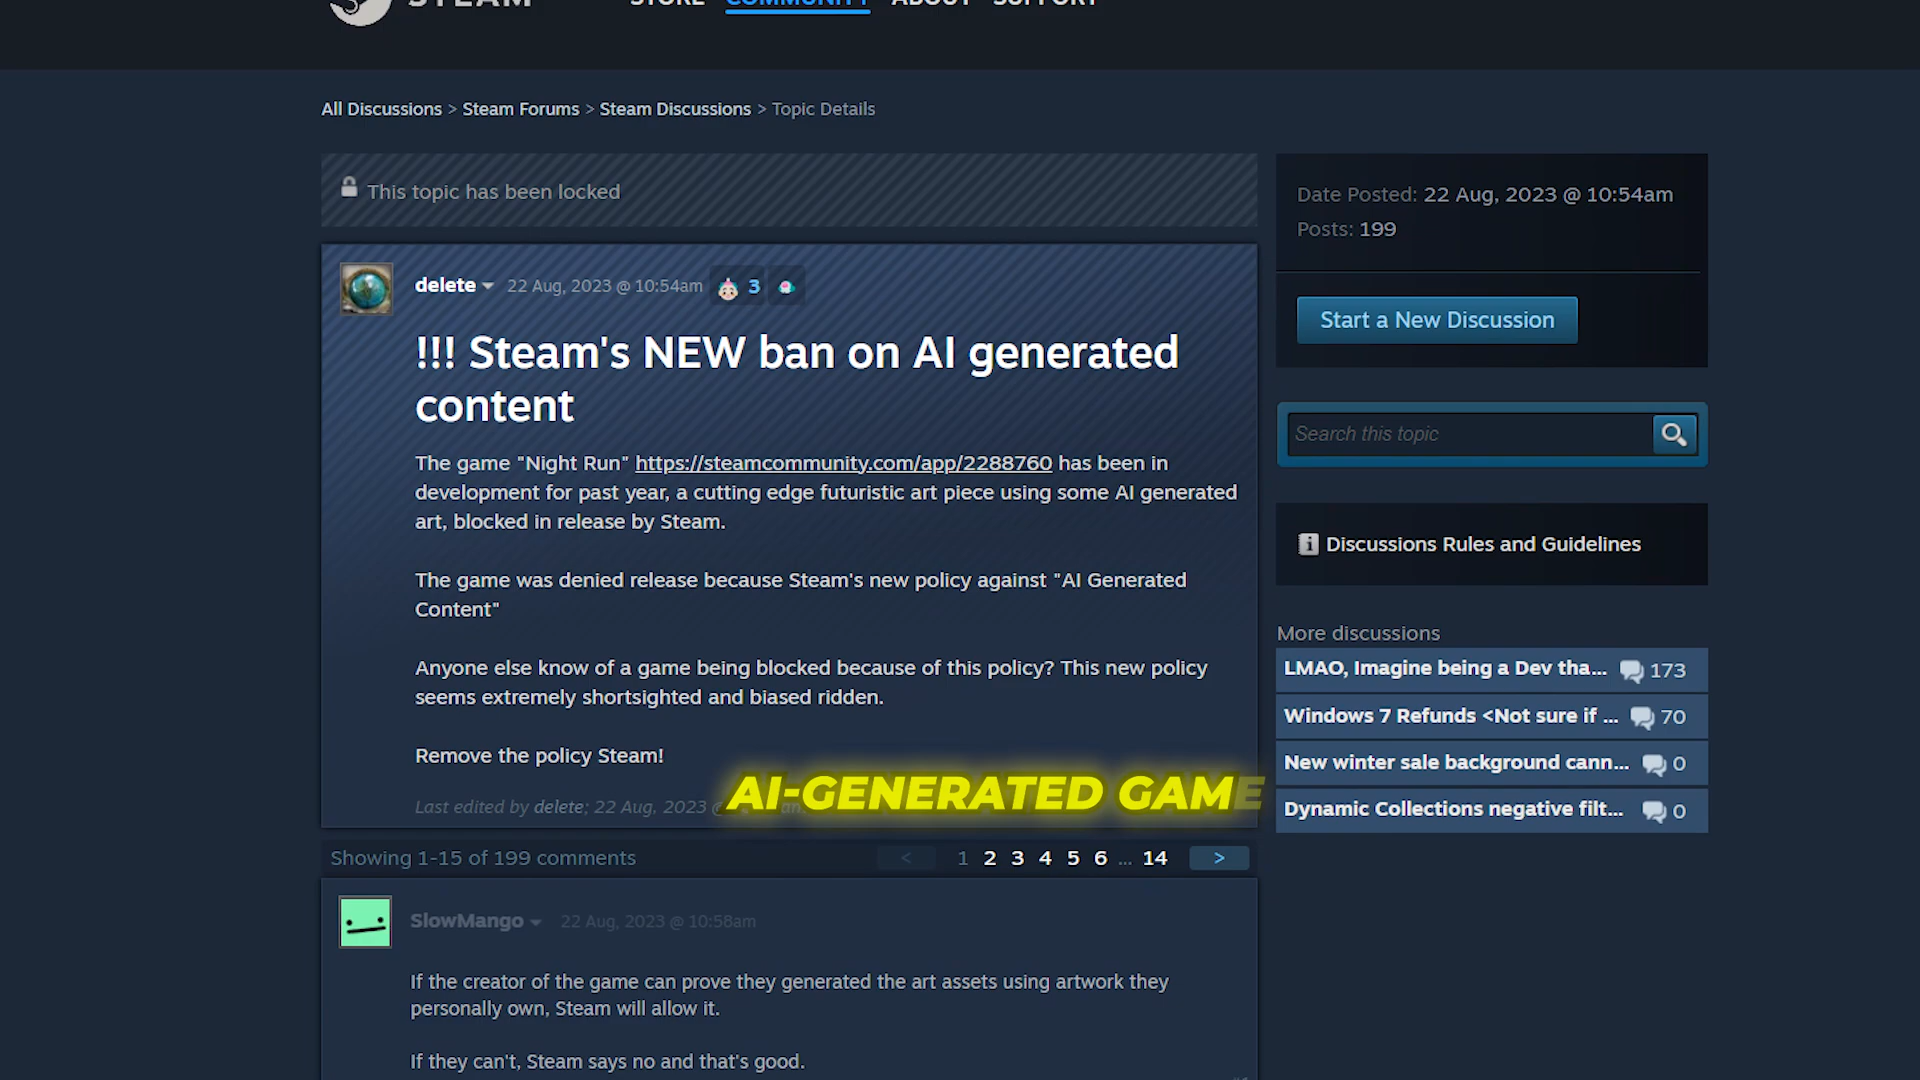 STEAM
STORE COMMUNITY ABOUT SUPPORT
All Discussions > Steam Forums > Steam Discussions > Topic Details
This topic has been locked
delete 22 Aug, 2023 @ 10:54am 3
!!! Steam's NEW ban on AI generated
content
The game "Night Run" https://steamcommunity.com/app/2288760 has been in
development for past year, a cutting edge futuristic art piece using some AI generated
art, blocked in release by Steam.
The game was denied release because Steam's new policy against "AI Generated
Content"
Anyone else know of a game being blocked because of this policy? This new policy
seems extremely shortsighted and biased ridden.
Remove the policy Steam!
AI-GENERATED GAME
Last edited by delete; 22 Aug, 2023
Showing 1-15 of 199 comments
< 1 2 3 4 5 6 ... 14 >
SlowMango 22 Aug, 2023 @ 10:58am
If the creator of the game can prove they generated the art assets using artwork they
personally own, Steam will allow it.
If they can't, Steam says no and that's good.
Date Posted: 22 Aug, 2023 @ 10:54am
Posts: 199
Start a New Discussion
Search this topic
Discussions Rules and Guidelines
More discussions
LMAO, Imagine being a Dev tha... 173
Windows 7 Refunds <Not sure if ... 70
New winter sale background cann... 0
Dynamic Collections negative filt... 0